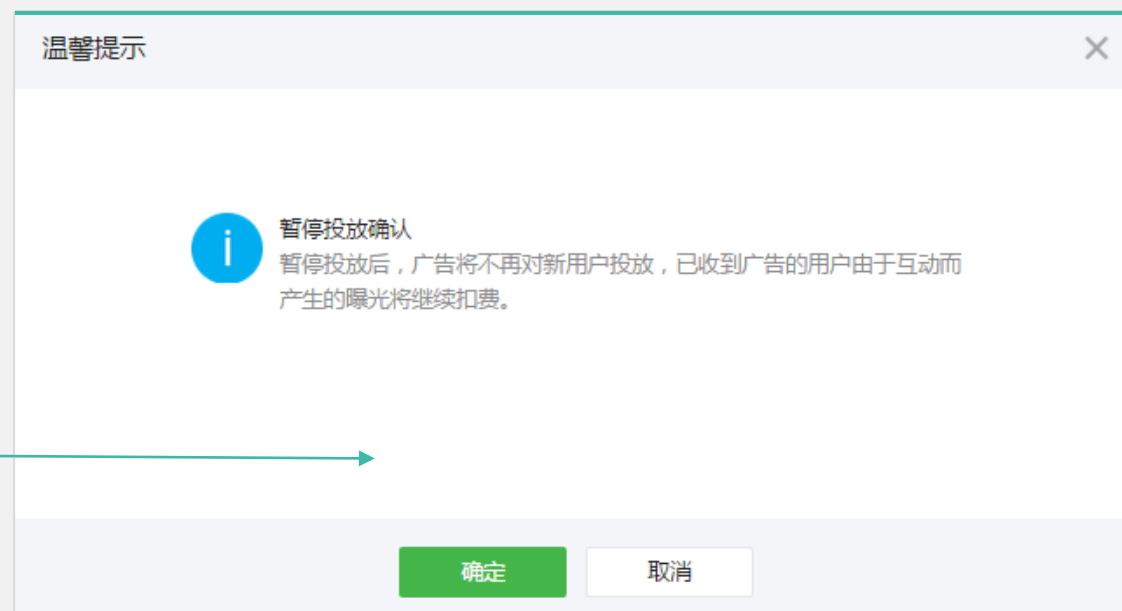 温馨提示
暂停投放确认
暂停投放后，广告将不再对新用户投放，已收到广告的用户由于互动而
产生的曝光将继续扣费。
确定
取消